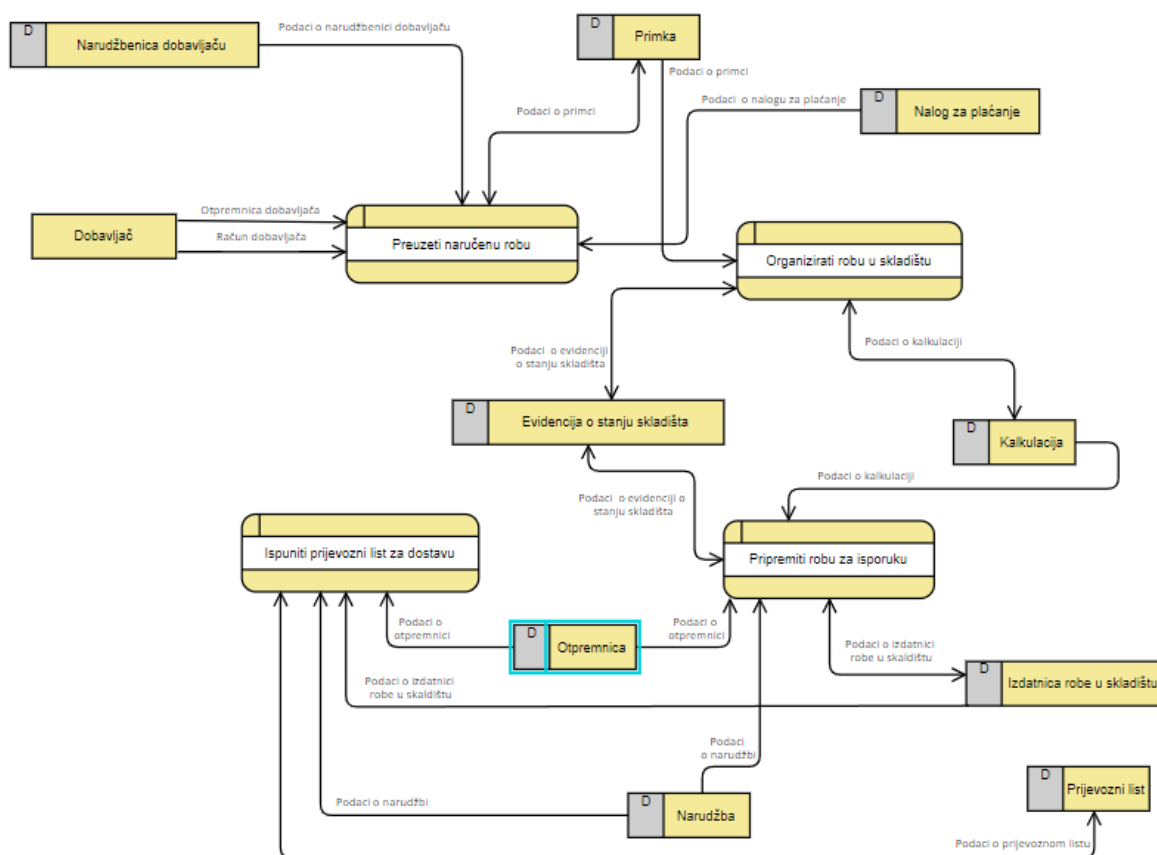 D
Narudžbenica dobavljaču
Podaci o narudžbenici dobavljaču
D
Primka
Podaci o primci
Podaci o primci
Podaci  o nalogu za plaćanje
D
Nalog za plaćanje
Dobavljač
Otpremnica dobavljača
Račun dobavljača
Preuzeti naručenu robu
Organizirati robu u skladištu
Podaci  o evidenciji
o stanju skladišta
Podaci o kalkulaciji
D
Evidencija o stanju skladišta
D
Kalkulacija
Podaci o kalkulaciji
Podaci  o evidenciji o
stanju skladišta
Ispuniti prijevozni list za dostavu
Pripremiti robu za isporuku
Podaci o
otpremnici
D
Otpremnica
Podaci o
otpremnici
Podaci o izdatnici
robe u skaldištu
D
Izdatnica robe u skladištu
Podaci o izdatnici
robe u skaldištu
Podaci
o narudžbi
D
Prijevozni list
Podaci o narudžbi
D
Narudžba
Podaci o prijevoznom listu